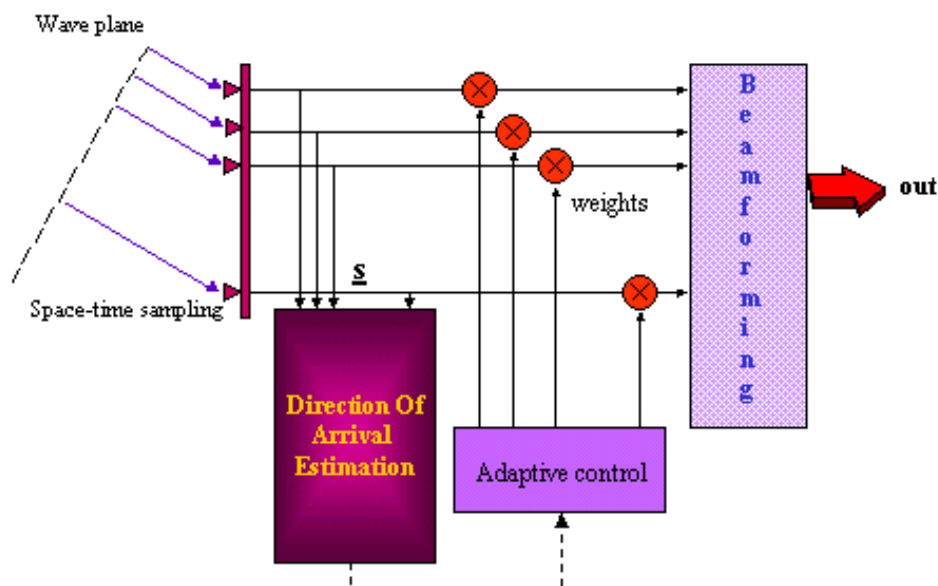 Wave plane
weights
out
s
Space-time sampling
Direction Of
Arrival
Estimation
Adaptive control
Beamforming